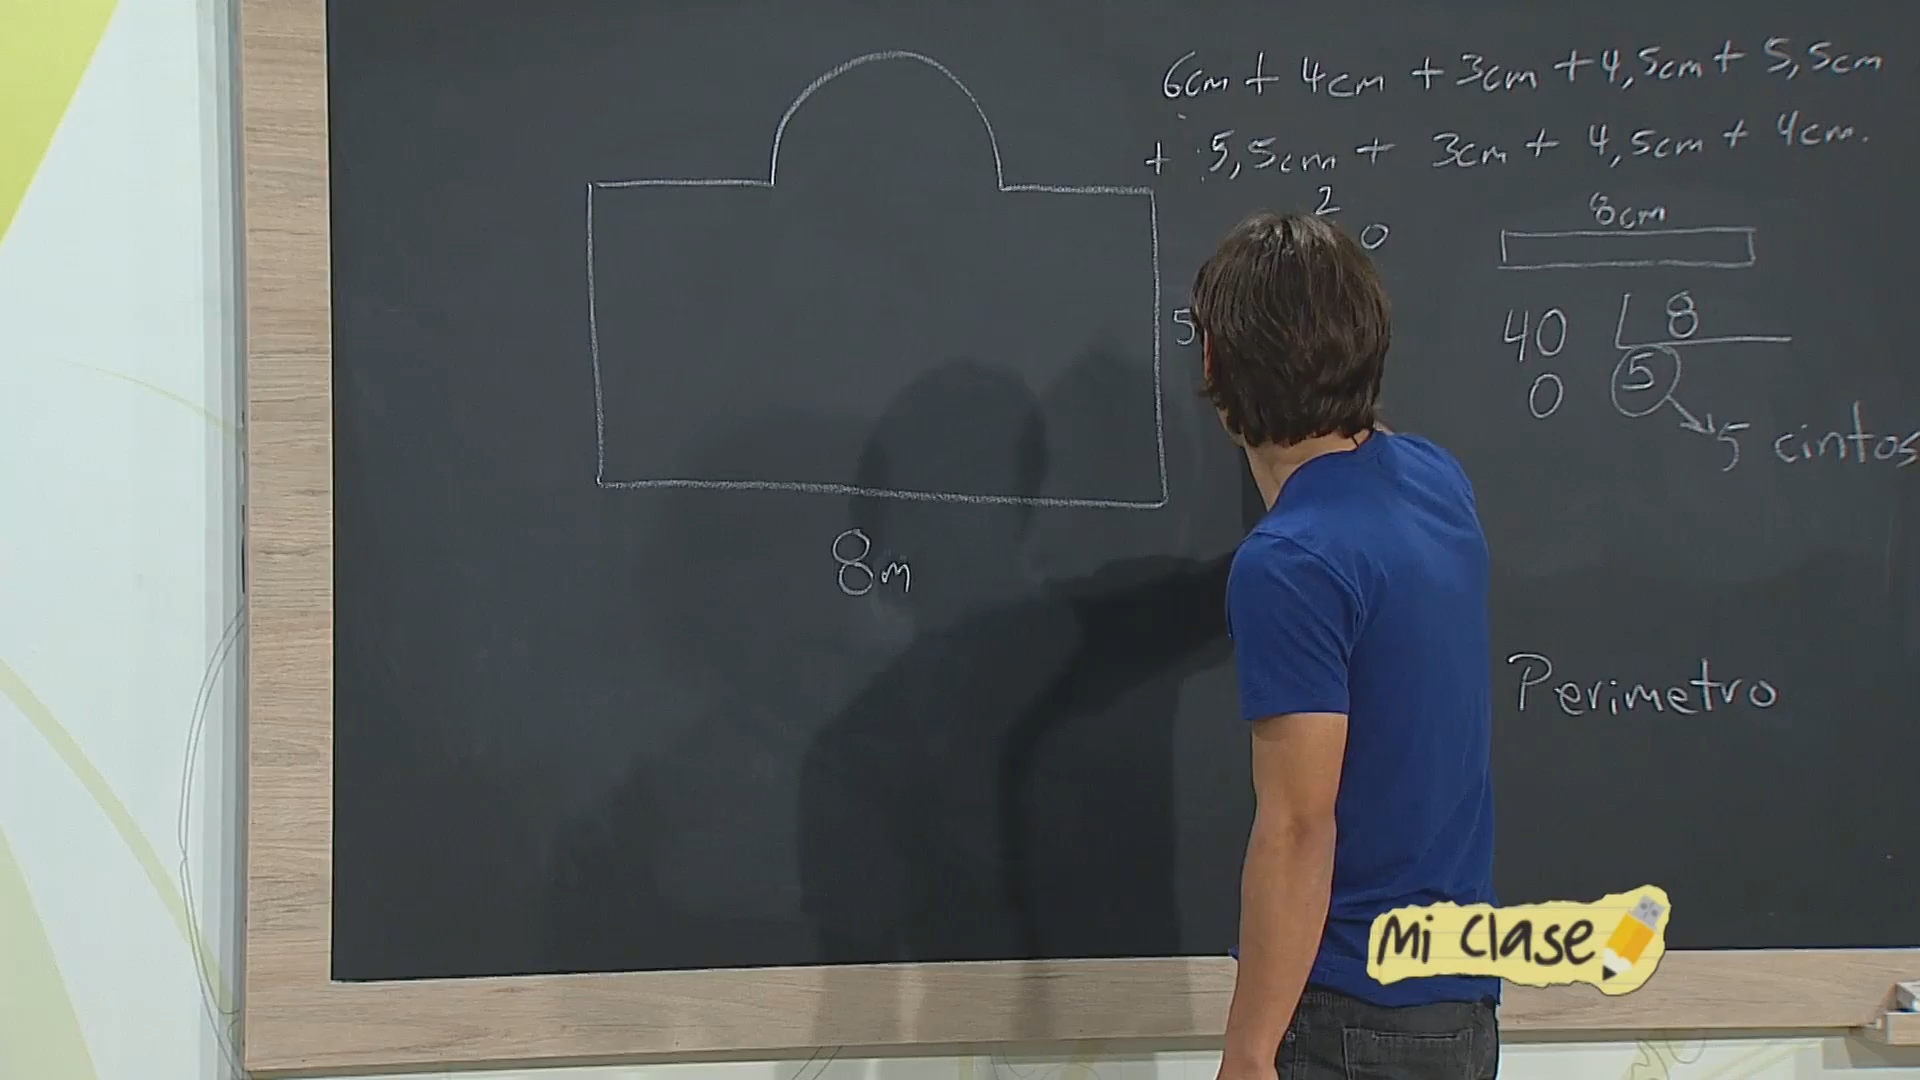 6cm + 4cm + 3cm + 4,5cm + 5,5cm
+ 5,5cm + 3cm + 4,5cm + 4cm.
2
0
8cm
5
40 8
0 5
5 cintos
8m
Perimetro
Mi Clase